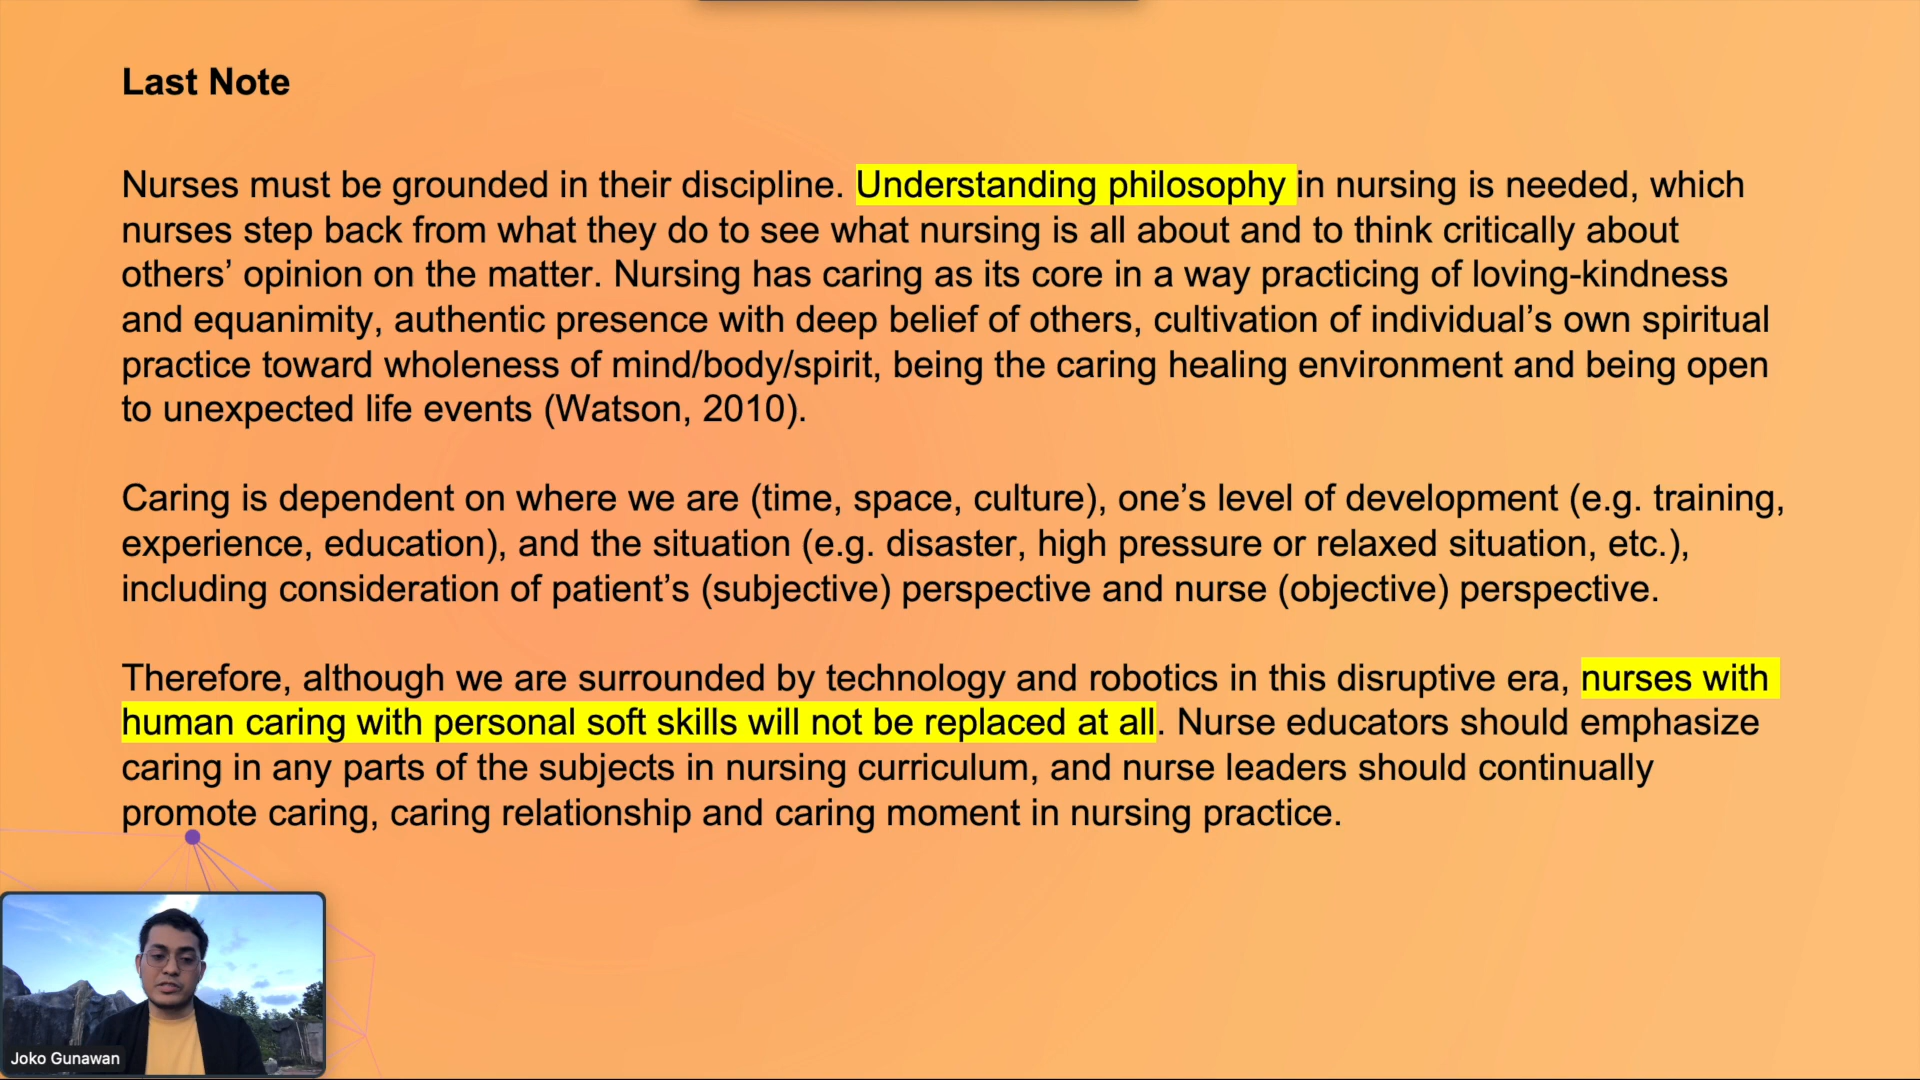 Last Note
Nurses must be grounded in their discipline. Understanding philosophy in nursing is needed, which
nurses step back from what they do to see what nursing is all about and to think critically about
others’ opinion on the matter. Nursing has caring as its core in a way practicing of loving-kindness
and equanimity, authentic presence with deep belief of others, cultivation of individual’s own spiritual
practice toward wholeness of mind/body/spirit, being the caring healing environment and being open
to unexpected life events (Watson, 2010).
Caring is dependent on where we are (time, space, culture), one’s level of development (e.g. training,
experience, education), and the situation (e.g. disaster, high pressure or relaxed situation, etc.),
including consideration of patient’s (subjective) perspective and nurse (objective) perspective.
Therefore, although we are surrounded by technology and robotics in this disruptive era, nurses with
human caring with personal soft skills will not be replaced at all. Nurse educators should emphasize
caring in any parts of the subjects in nursing curriculum, and nurse leaders should continually
promote caring, caring relationship and caring moment in nursing practice.
Joko Gunawan